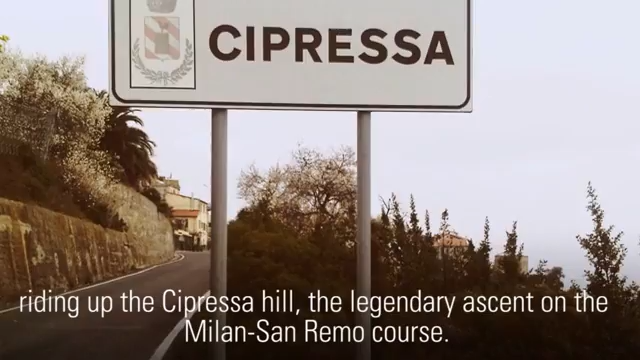 CIPRESSA
riding up the Cipressa hill, the legendary ascent on the
Milan-San Remo course.